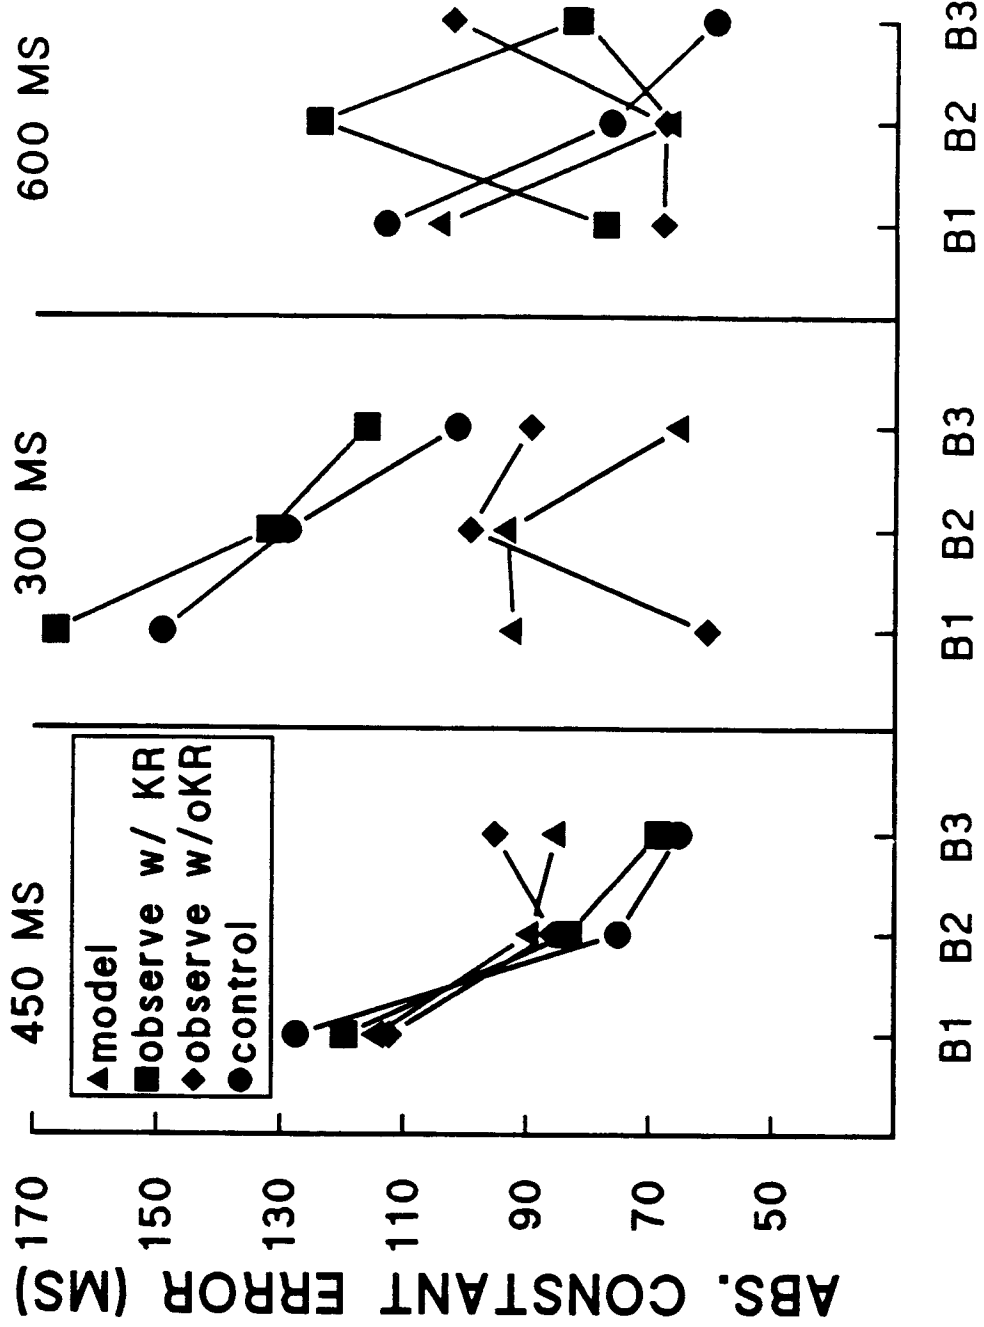 450 MS
300 MS
600 MS
model
observe w/ KR
observe w/oKR
control
ABS. CONSTANT ERROR (MS)
170
150
130
110
90
70
50
B1 B2 B3
B1 B2 B3
B1 B2 B3